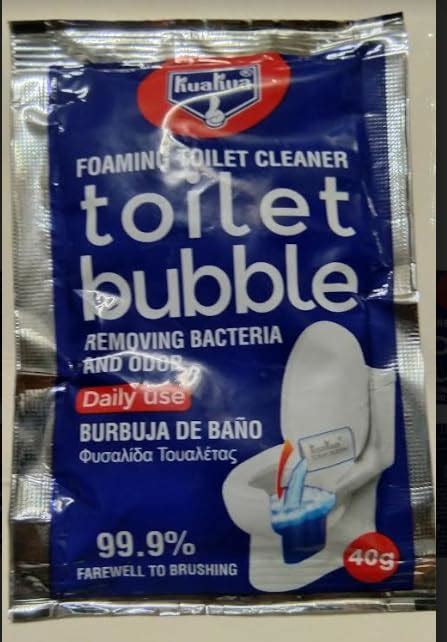 KuaKua
FOAMING TOILET CLEANER
toilet
bubble
REMOVING BACTERIA
AND ODOR
Daily use
BURBUJA DE BAÑO
Φυσαλίδα Τουαλέτας
KuaKua
99.9%
FAREWELL TO BRUSHING
40g